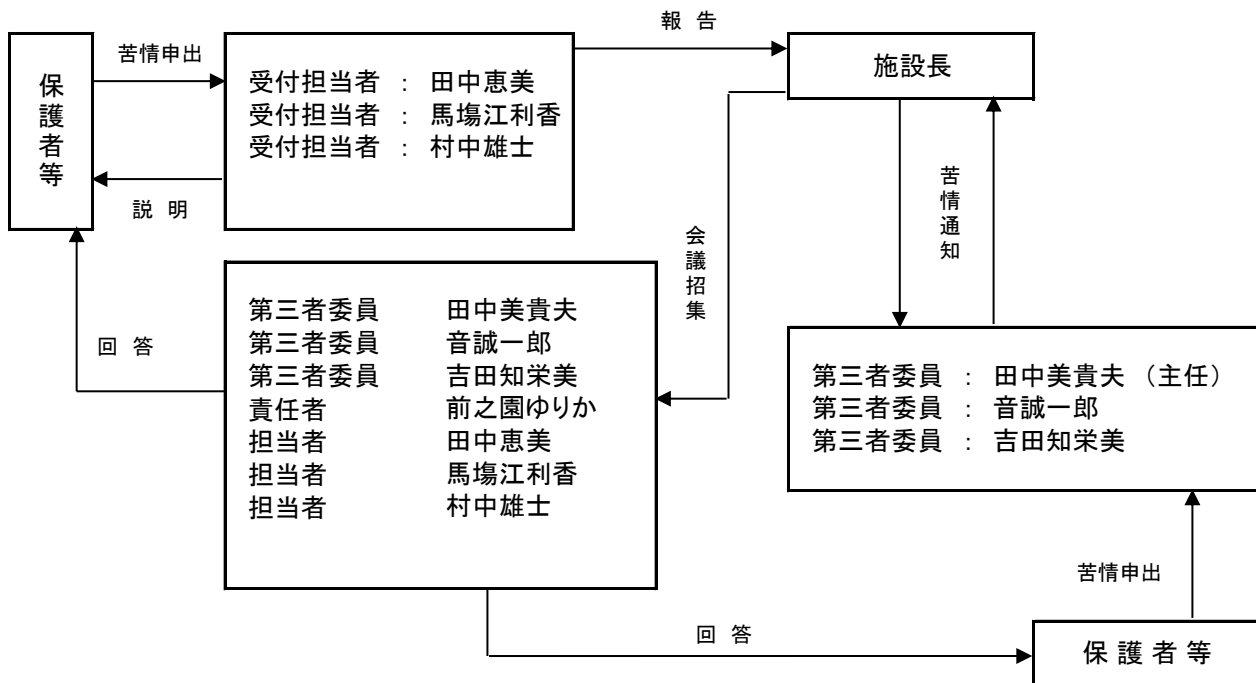 報 告
苦情申出
保護者等
受付担当者 : 田中恵美
受付担当者 : 馬塲江利香
受付担当者 : 村中雄士
施設長
説 明
会議招集
苦情通知
第三者委員 田中美貴夫
第三者委員 音誠一郎
第三者委員 吉田知栄美
責任者 前之園ゆりか
担当者 田中恵美
担当者 馬塲江利香
担当者 村中雄士
回 答
第三者委員 : 田中美貴夫 (主任)
第三者委員 : 音誠一郎
第三者委員 : 吉田知栄美
苦情申出
回 答
保 護 者 等